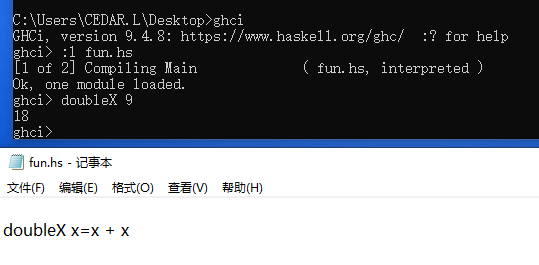 C:\Users\CEDAR.L\Desktop>ghci
GHCi, version 9.4.8: https://www.haskell.org/ghc/  :? for help
ghci> :l fun.hs
[1 of 2] Compiling Main             ( fun.hs, interpreted )
Ok, one module loaded.
ghci> doubleX 9
18
ghci>
fun.hs - 记事本
文件(F) 编辑(E) 格式(O) 查看(V) 帮助(H)
doubleX x=x + x